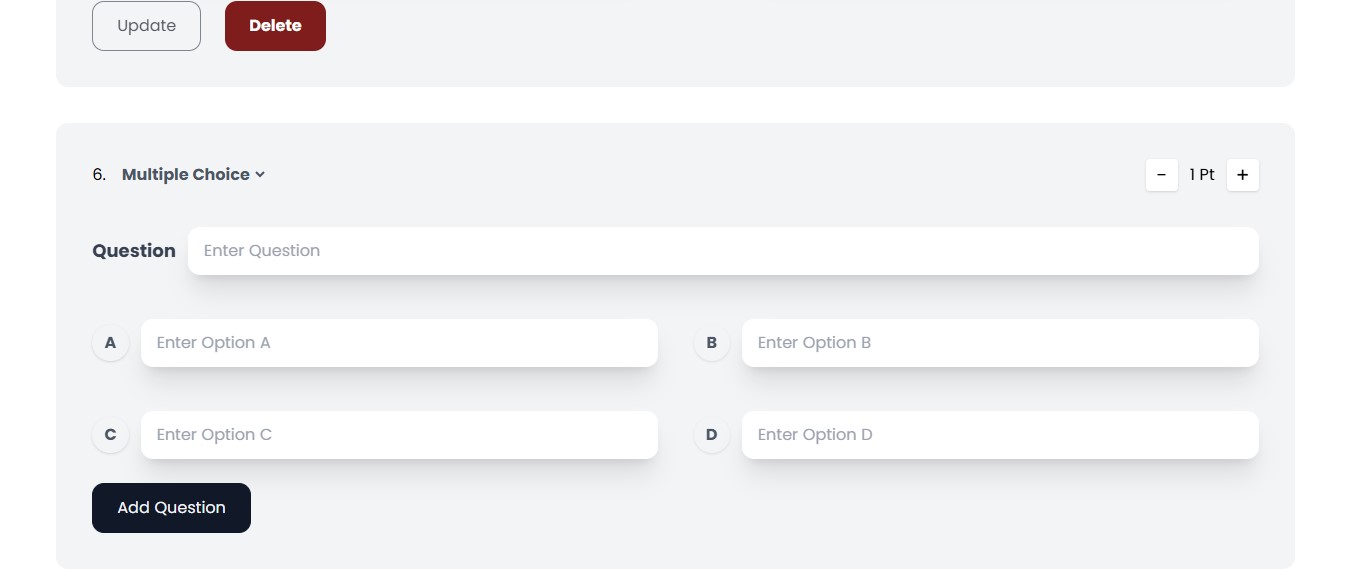 Update Delete
6. Multiple Choice − 1 Pt +
Question Enter Question
A Enter Option A B Enter Option B
C Enter Option C D Enter Option D
Add Question